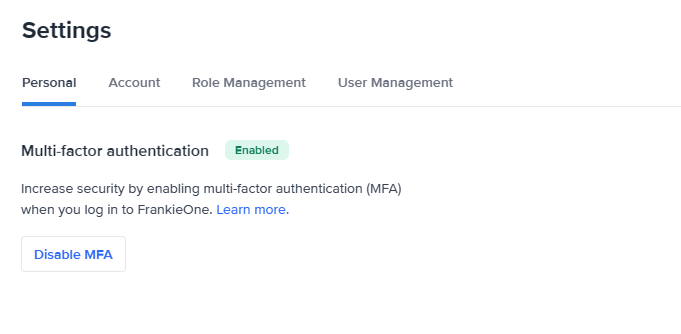 Settings
Personal Account Role Management User Management
Multi-factor authentication Enabled
Increase security by enabling multi-factor authentication (MFA)
when you log in to FrankieOne. Learn more.
Disable MFA